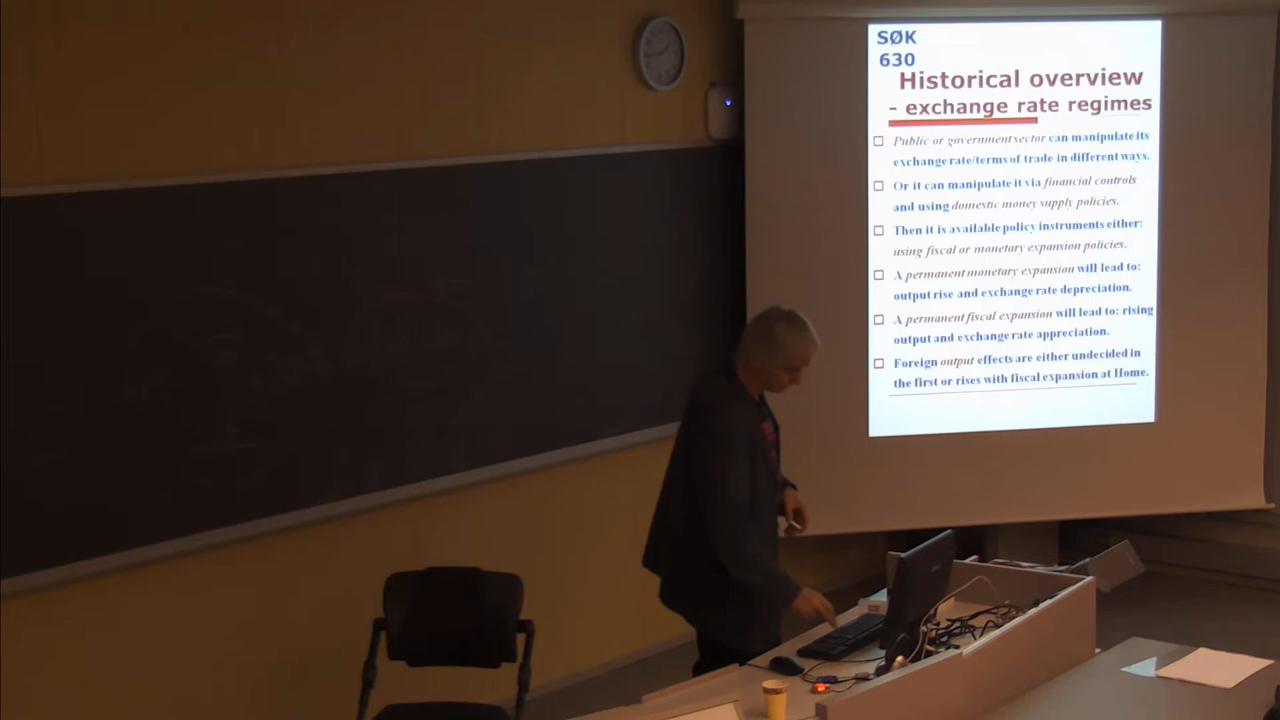 SØK
630
Historical overview
- exchange rate regimes
Public or government sector can manipulate its
exchange rate/terms of trade in different ways.
Or it can manipulate it via financial controls
and using domestic money supply policies.
Then it is available policy instruments either:
using fiscal or monetary expansion policies.
A permanent monetary expansion will lead to:
output rise and exchange rate depreciation.
A permanent fiscal expansion will lead to: rising
output and exchange rate appreciation.
Foreign output effects are either undecided in
the first or rises with fiscal expansion at Home.